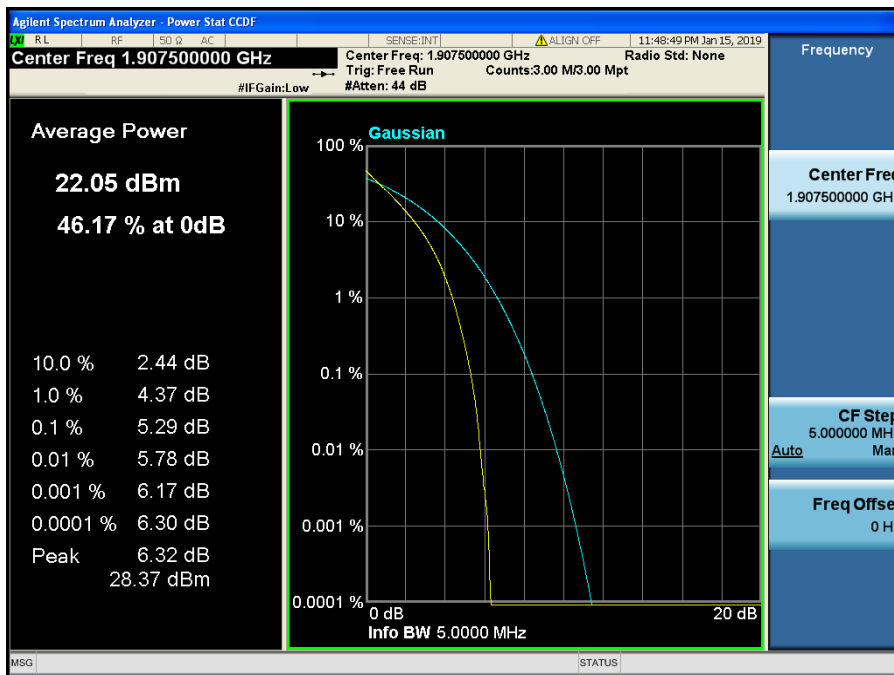 Agilent Spectrum Analyzer - Power Stat CCDF
LXI RL RF 50 Ω AC SENSE:INT ALIGN OFF 11:48:49 PM Jan 15, 2019
Center Freq 1.907500000 GHz
Center Freq: 1.907500000 GHz Radio Std: None
Trig: Free Run Counts:3.00 M/3.00 Mpt
#IFGain:Low #Atten: 44 dB
Average Power
22.05 dBm
46.17 % at 0dB
10.0 % 2.44 dB
1.0 % 4.37 dB
0.1 % 5.29 dB
0.01 % 5.78 dB
0.001 % 6.17 dB
0.0001 % 6.30 dB
Peak 6.32 dB
28.37 dBm
Gaussian
100 %
10 %
1 %
0.1 %
0.01 %
0.001 %
0.0001 %
0 dB 20 dB
Info BW 5.0000 MHz
Frequency
Center Fre
1.907500000 GH
CF Step
5.000000 MH
Auto Ma
Freq Offse
0 H
MSG STATUS